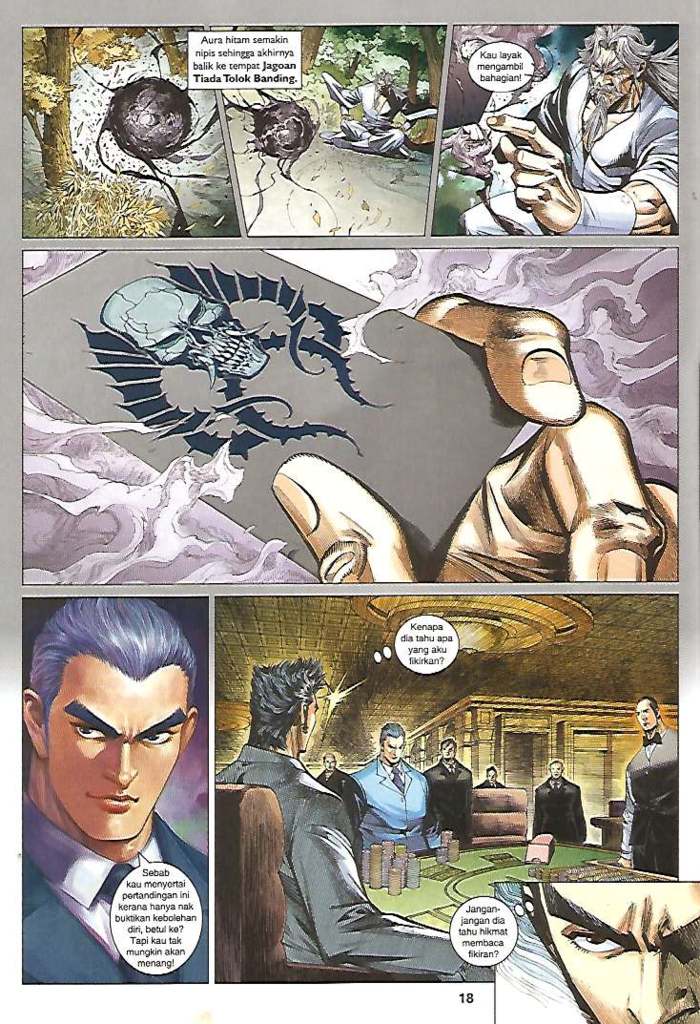 Aura hitam semakin
nipis sehingga akhirnya
balik ke tempat Jagoan
Tiada Tolok Banding.
Kau layak
mengambil
bahagian!
Kenapa
dia tahu apa
yang aku
fikirkan?
Sebab
kau menyertai
pertandingan ini
kerana hanya nak
buktikan kebolehan
diri, betul ke?
Tapi kau tak
mungkin akan
menang!
Jangan-
jangan dia
tahu hikmat
membaca
fikiran?
18